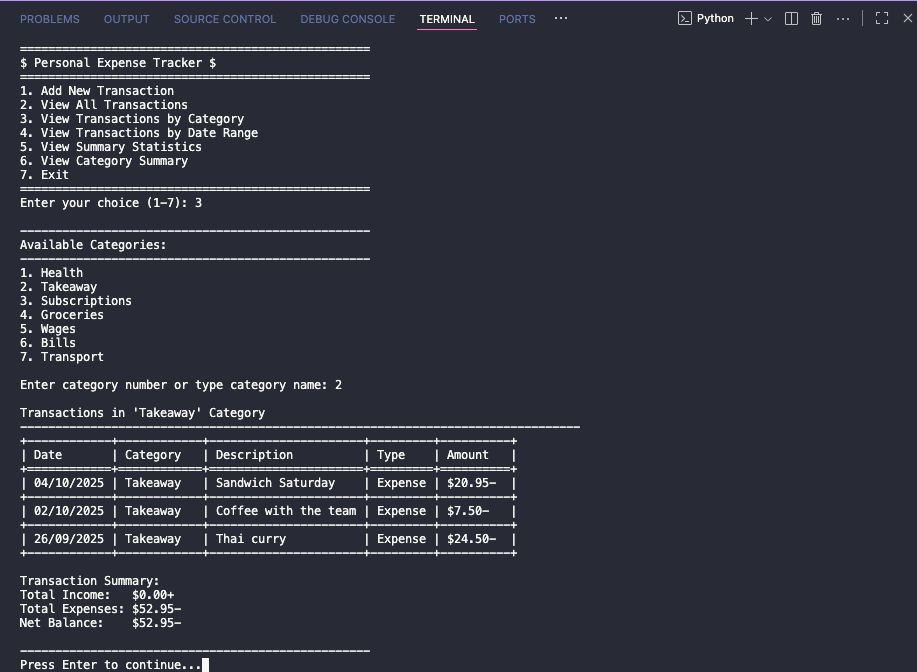 PROBLEMS OUTPUT SOURCE CONTROL DEBUG CONSOLE TERMINAL PORTS ... Python
==================================================
$ Personal Expense Tracker $
==================================================
1. Add New Transaction
2. View All Transactions
3. View Transactions by Category
4. View Transactions by Date Range
5. View Summary Statistics
6. View Category Summary
7. Exit
==================================================
Enter your choice (1-7): 3
--------------------------------------------------
Available Categories:
--------------------------------------------------
1. Health
2. Takeaway
3. Subscriptions
4. Groceries
5. Wages
6. Bills
7. Transport
Enter category number or type category name: 2
Transactions in 'Takeaway' Category
--------------------------------------------------------------------------------
+------------+------------+----------------------+---------+----------+
| Date       | Category   | Description          | Type    | Amount   |
+============+============+======================+=========+==========+
| 04/10/2025 | Takeaway   | Sandwich Saturday    | Expense | $20.95-  |
+------------+------------+----------------------+---------+----------+
| 02/10/2025 | Takeaway   | Coffee with the team | Expense | $7.50-   |
+------------+------------+----------------------+---------+----------+
| 26/09/2025 | Takeaway   | Thai curry           | Expense | $24.50-  |
+------------+------------+----------------------+---------+----------+
Transaction Summary:
Total Income:   $0.00+
Total Expenses: $52.95-
Net Balance:    $52.95-
--------------------------------------------------
Press Enter to continue...